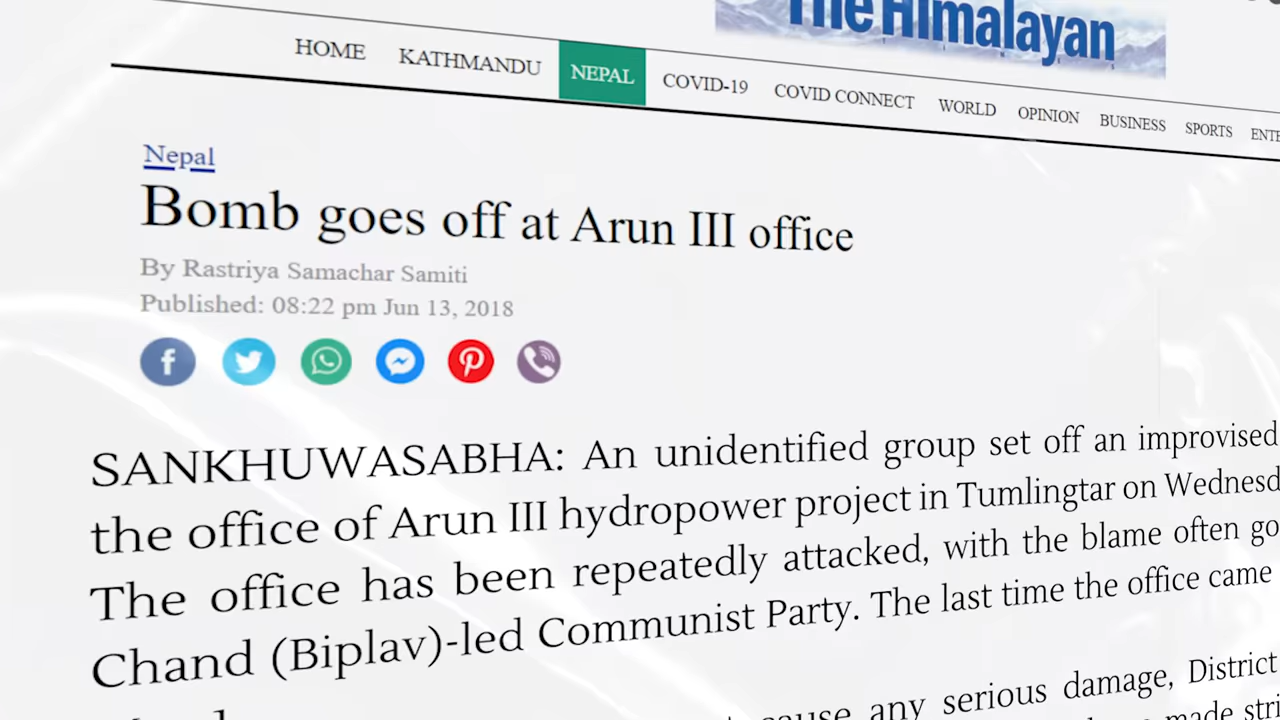 The Himalayan
HOME KATHMANDU NEPAL COVID-19 COVID CONNECT WORLD OPINION BUSINESS SPORTS
Nepal
Bomb goes off at Arun III office
By Rastriya Samachar Samiti
Published: 08:22 pm Jun 13, 2018
SANKHUWASABHA: An unidentified group set off an improvised
the office of Arun III hydropower project in Tumlingtar on Wednesd
The office has been repeatedly attacked, with the blame often go
Chand (Biplav)-led Communist Party. The last time the office came
cause any serious damage, District
made stri